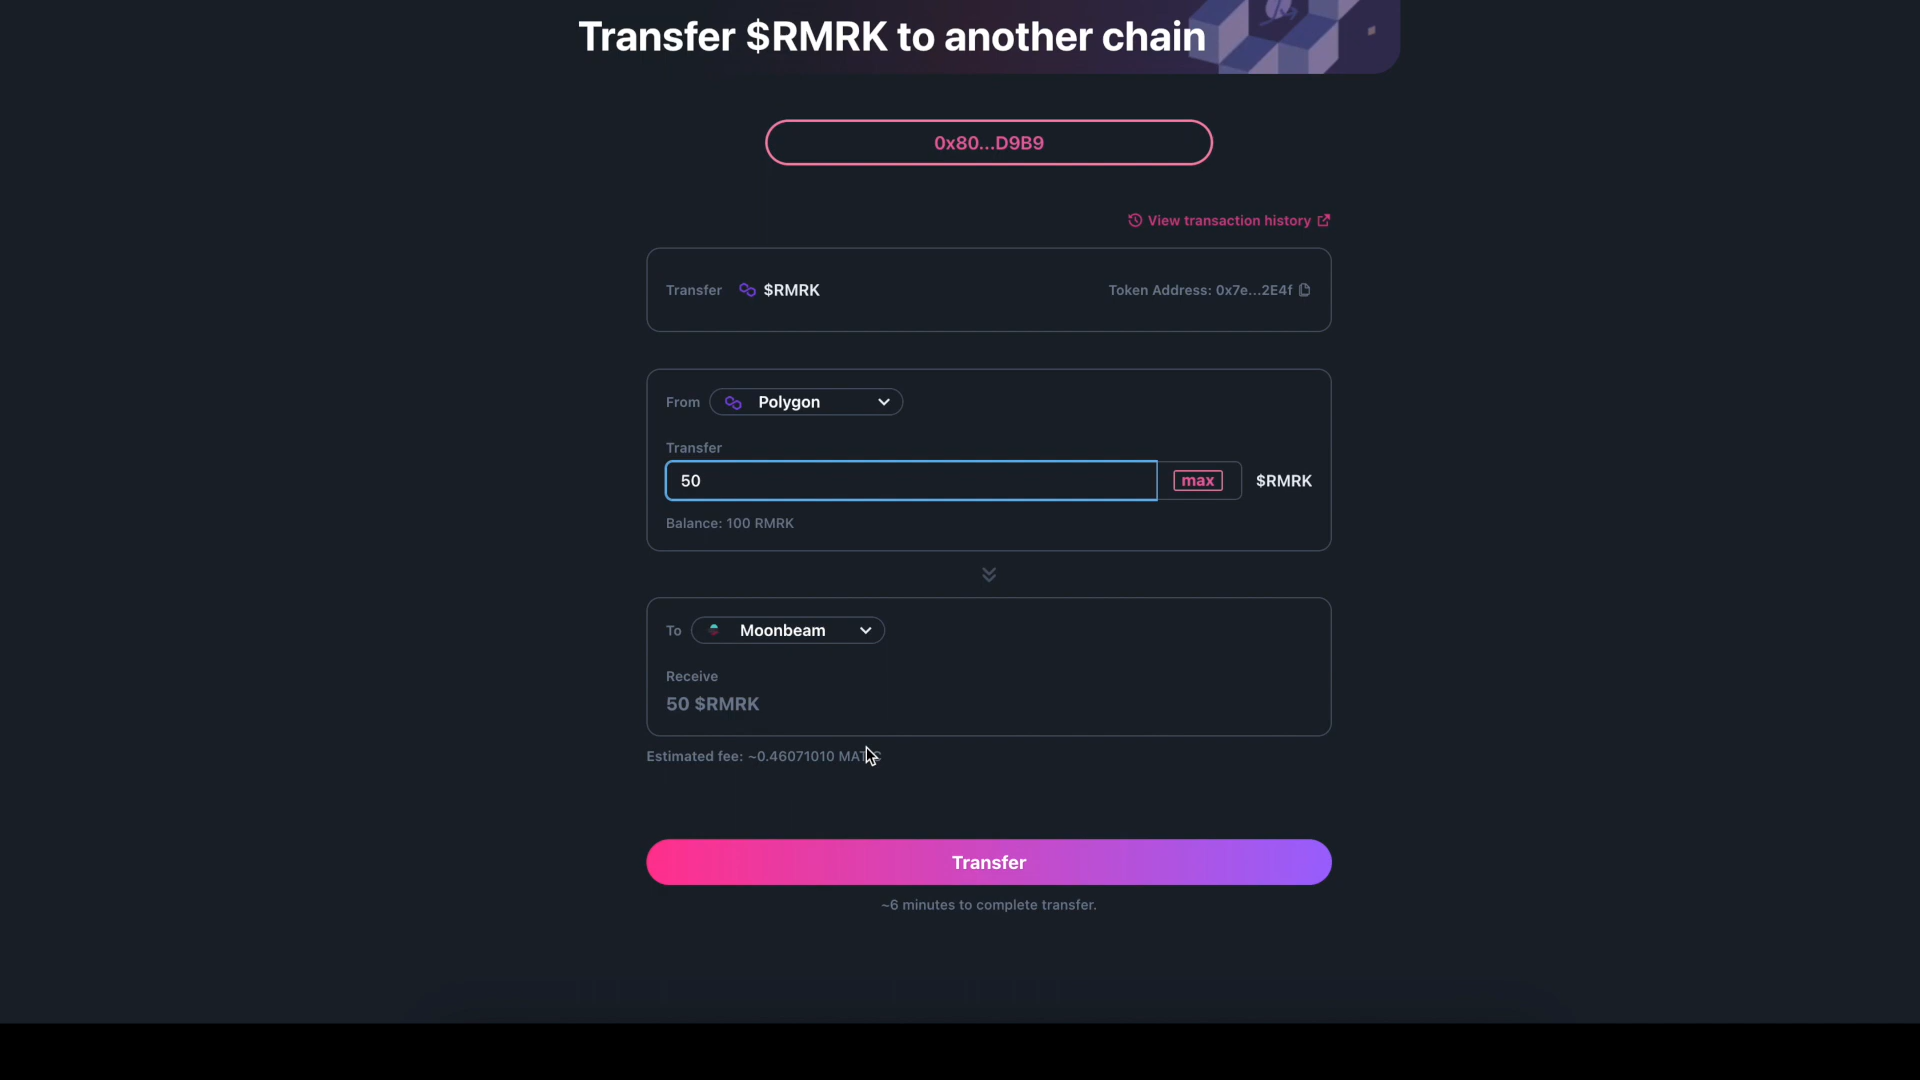 Transfer $RMRK to another chain
0x80...D9B9
View transaction history
Transfer $RMRK Token Address: 0x7e...2E4f
From Polygon
Transfer
50 max $RMRK
Balance: 100 RMRK
To Moonbeam
Receive
50 $RMRK
Estimated fee: ~0.46071010 MATIC
Transfer
~6 minutes to complete transfer.